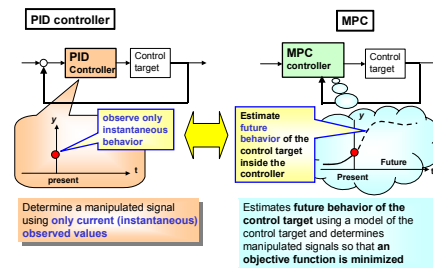 PID controller
PID
Controller
Control
target
y
observe only
instantaneous
behavior
t
present
Determine a manipulated signal
using only current (instantaneous)
observed values
MPC
MPC
controller
Control
target
Estimate
future
behavior of the
control target
inside the
controller
y
Future
t
Present
Estimates future behavior of the
control target using a model of the
control target and determines
manipulated signals so that an
objective function is minimized